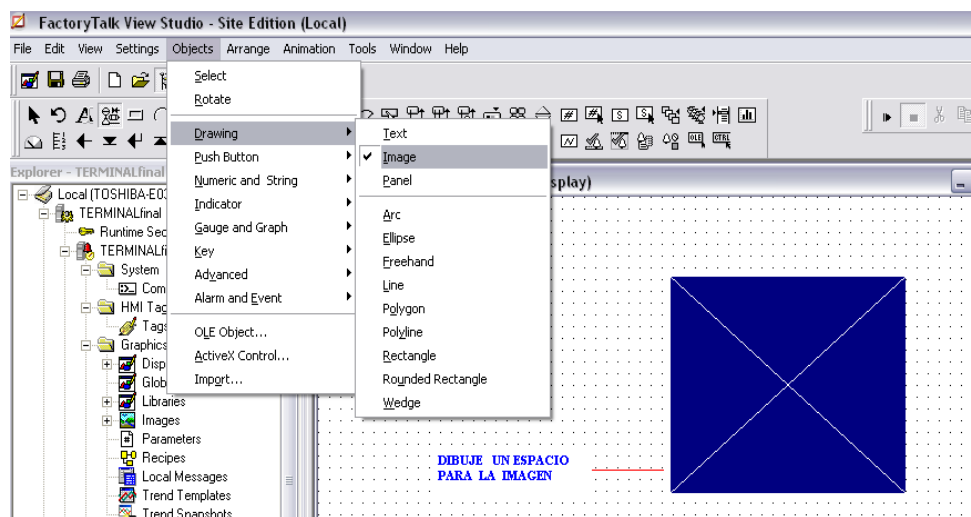 FactoryTalk View Studio - Site Edition (Local)
File Edit View Settings Objects Arrange Animation Tools Window Help
Select
Rotate
Drawing
Push Button
Numeric and String
Indicator
Gauge and Graph
Key
Advanced
Alarm and Event
OLE Object...
ActiveX Control...
Import...
Text
Image
Panel
Arc
Ellipse
Freehand
Line
Polygon
Polyline
Rectangle
Rounded Rectangle
Wedge
splay)
Explorer - TERMINALfinal
Local (TOSHIBA-E0
TERMINALfinal
Runtime Sec
TERMINALfi
System
Com
HMI Tag
Tags
Graphics
Disp
Glob
Libraries
Images
Parameters
Recipes
Local Messages
Trend Templates
Trend Snapshots
DIBUJE UN ESPACIO
PARA LA IMAGEN